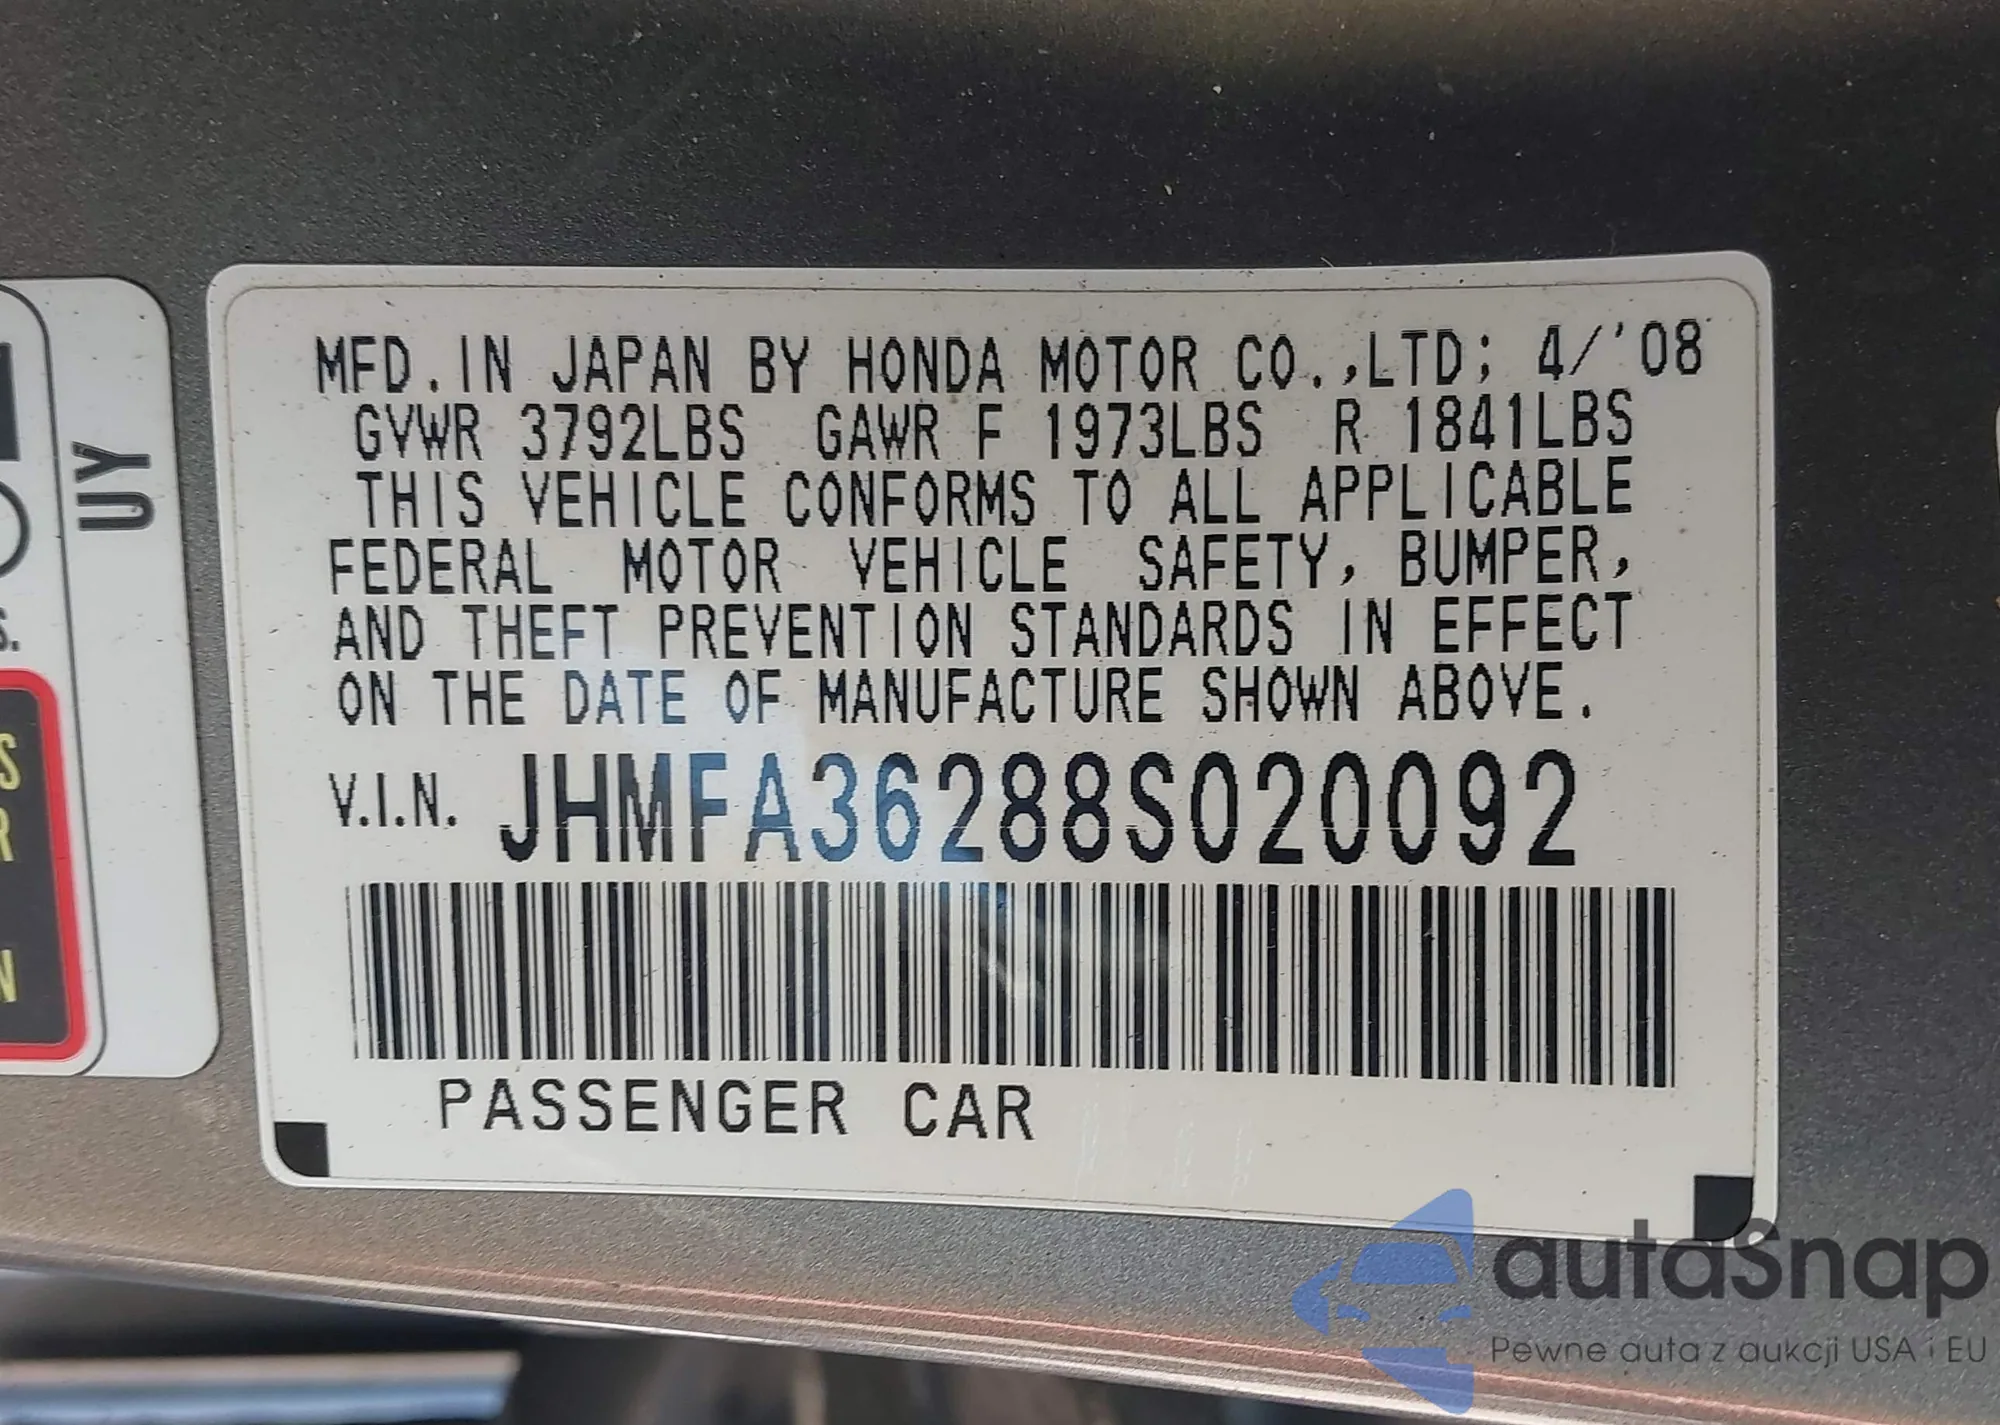 MFD.IN JAPAN BY HONDA MOTOR CO.,LTD; 4/'08
GVWR 3792LBS GAWR F 1973LBS R 1841LBS
THIS VEHICLE CONFORMS TO ALL APPLICABLE
FEDERAL MOTOR VEHICLE SAFETY, BUMPER,
AND THEFT PREVENTION STANDARDS IN EFFECT
ON THE DATE OF MANUFACTURE SHOWN ABOVE.
V.I.N. JHMFA36288S020092
PASSENGER CAR
UY
S.
S
R
N
autaSnap
Pewne auta z aukcji USA i EU